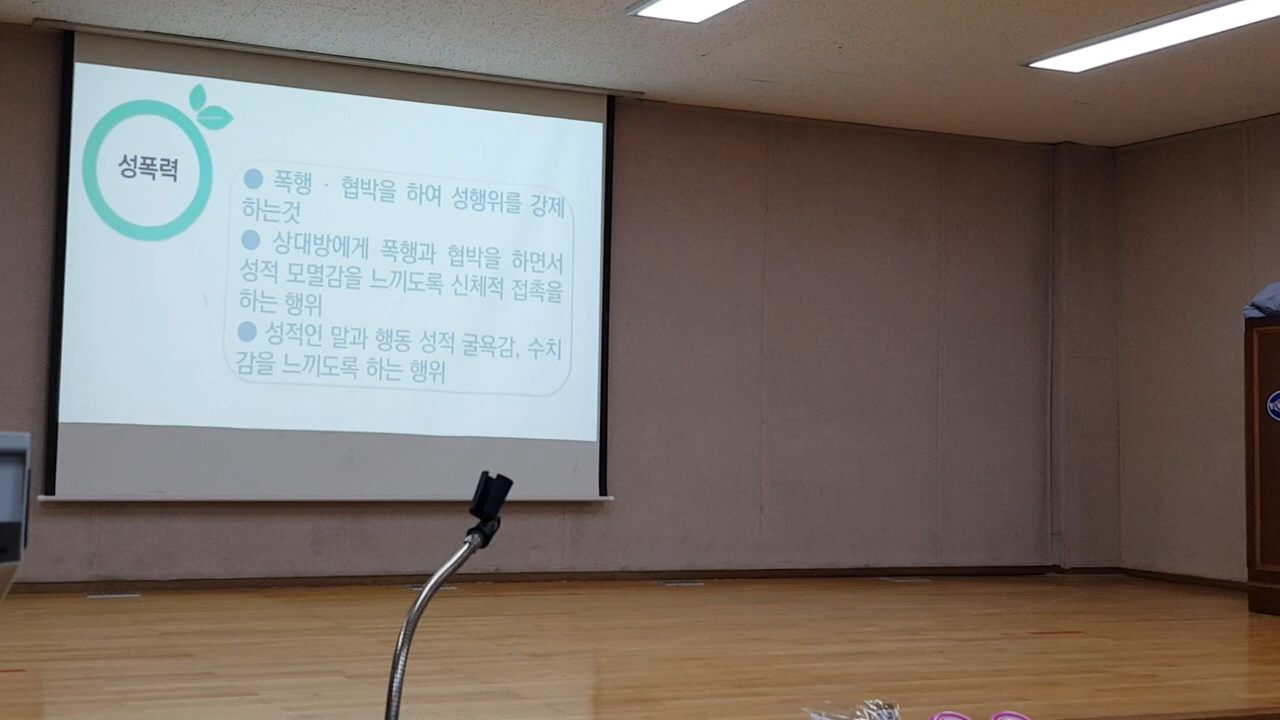 성폭력
● 폭행 · 협박을 하여 성행위를 강제
하는것
● 상대방에게 폭행과 협박을 하면서
성적 모멸감을 느끼도록 신체적 접촉을
하는 행위
● 성적인 말과 행동 성적 굴욕감, 수치
감을 느끼도록 하는 행위